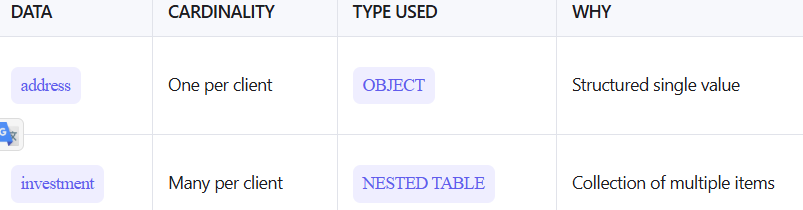 DATA CARDINALITY TYPE USED WHY
address One per client OBJECT Structured single value
investment Many per client NESTED TABLE Collection of multiple items